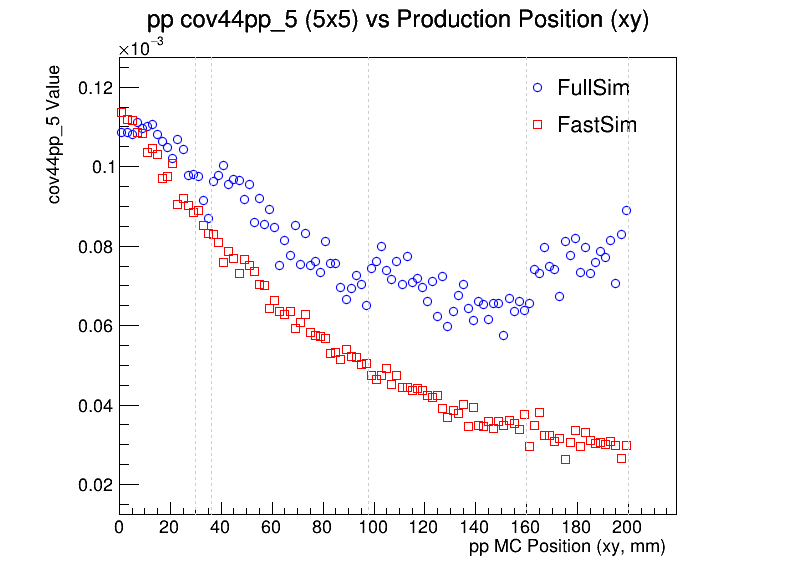 pp cov44pp_5 (5x5) vs Production Position (xy)
×10⁻³
cov44pp_5 Value
0.12
0.1
0.08
0.06
0.04
0.02
FullSim
FastSim
0 20 40 60 80 100 120 140 160 180 200
pp MC Position (xy, mm)